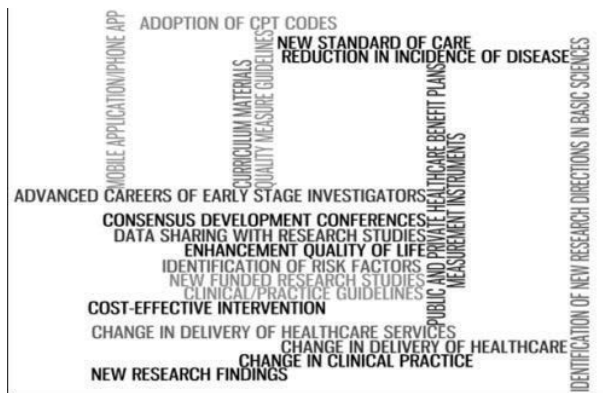 MOBILE APPLICATION/IPHONE APP
ADOPTION OF CPT CODES
CURRICULUM MATERIALS
QUALITY MEASURE GUIDELINES
NEW STANDARD OF CARE
REDUCTION IN INCIDENCE OF DISEASE
PUBLIC AND PRIVATE HEALTHCARE BENEFIT PLANS
MEASUREMENT INSTRUMENTS
IDENTIFICATION OF NEW RESEARCH DIRECTIONS IN BASIC SCIENCES
ADVANCED CAREERS OF EARLY STAGE INVESTIGATORS
CONSENSUS DEVELOPMENT CONFERENCES
DATA SHARING WITH RESEARCH STUDIES
ENHANCEMENT QUALITY OF LIFE
IDENTIFICATION OF RISK FACTORS
NEW FUNDED RESEARCH STUDIES
CLINICAL/PRACTICE GUIDELINES
COST-EFFECTIVE INTERVENTION
CHANGE IN DELIVERY OF HEALTHCARE SERVICES
CHANGE IN DELIVERY OF HEALTHCARE
CHANGE IN CLINICAL PRACTICE
NEW RESEARCH FINDINGS